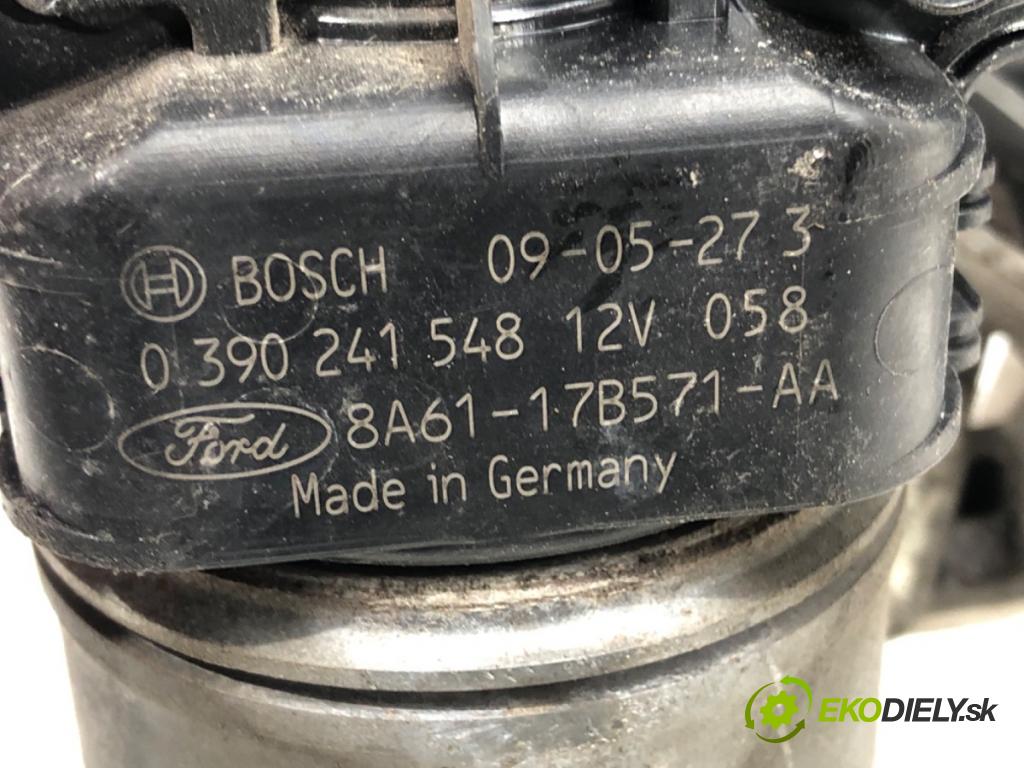 BOSCH 09-05-27 3
0 390 241 548 12V 058
Ford 8A61-17B571-AA
Made in Germany
EKODIELY.sk